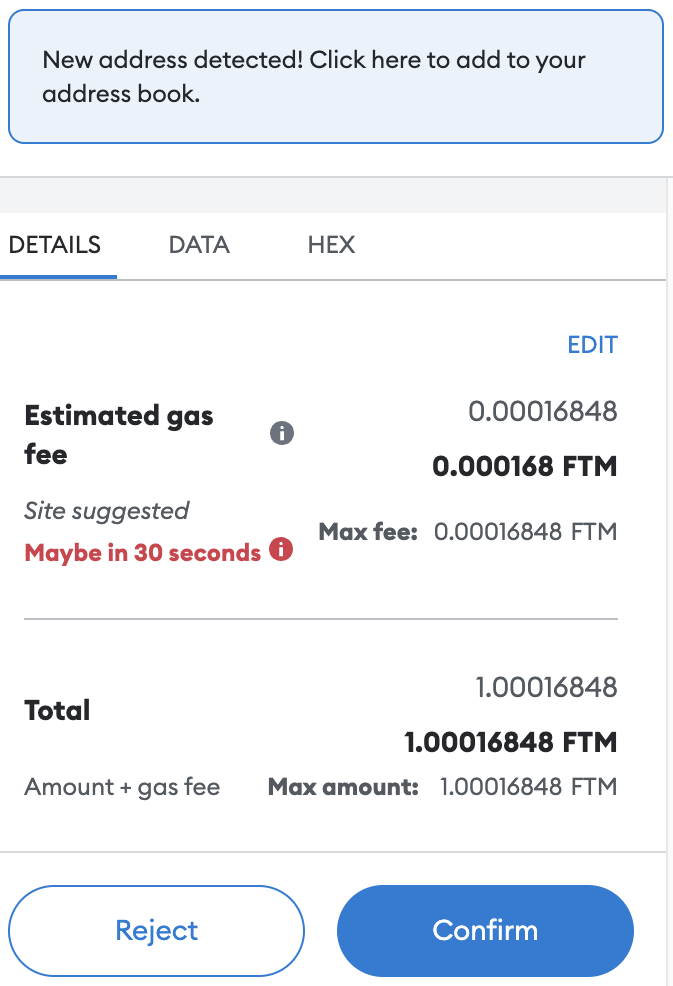 New address detected! Click here to add to your
address book.
DETAILS DATA HEX
EDIT
Estimated gas
fee
0.00016848
0.000168 FTM
Site suggested
Maybe in 30 seconds
Max fee: 0.00016848 FTM
Total
1.00016848
1.00016848 FTM
Amount + gas fee Max amount: 1.00016848 FTM
Reject Confirm